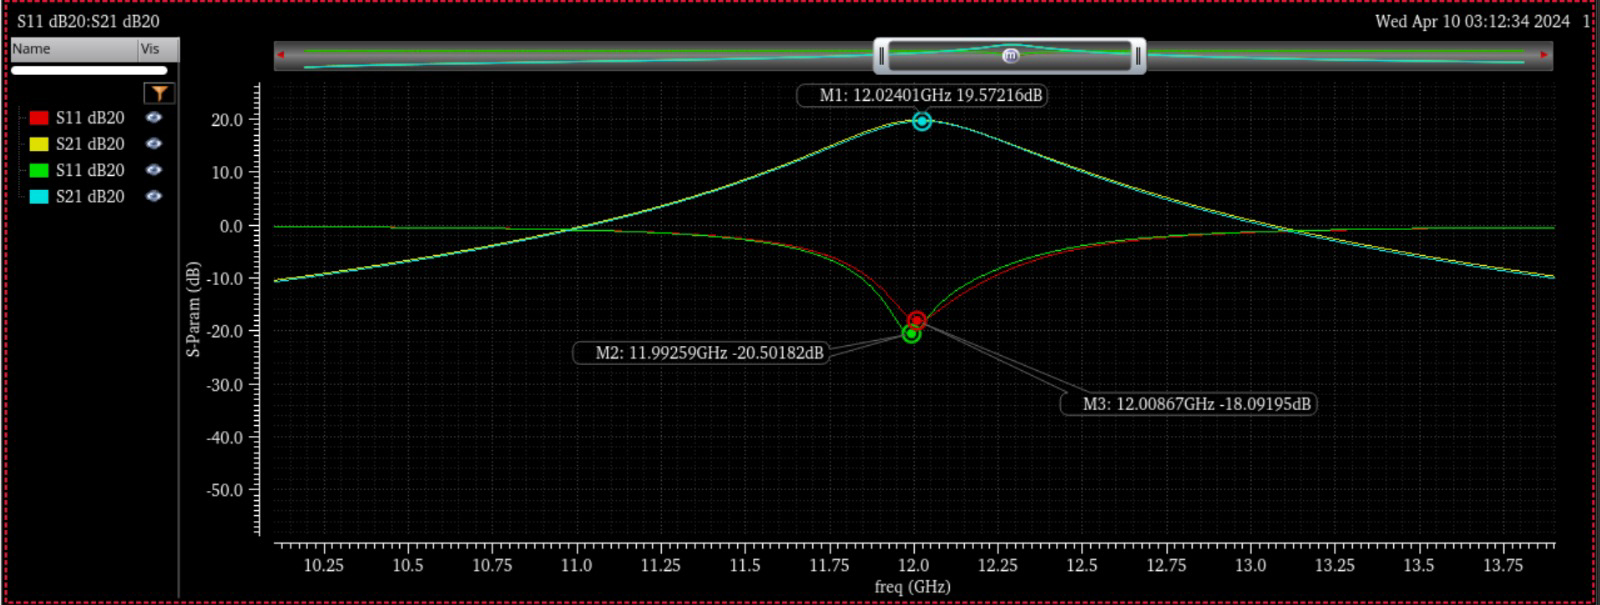 S11 dB20:S21 dB20
Wed Apr 10 03:12:34 2024 1
Name Vis
S11 dB20
S21 dB20
S11 dB20
S21 dB20
m
M1: 12.02401GHz 19.57216dB
M2: 11.99259GHz -20.50182dB
M3: 12.00867GHz -18.09195dB
S-Param (dB)
20.0
10.0
0.0
-10.0
-20.0
-30.0
-40.0
-50.0
10.25 10.5 10.75 11.0 11.25 11.5 11.75 12.0 12.25 12.5 12.75 13.0 13.25 13.5 13.75
freq (GHz)